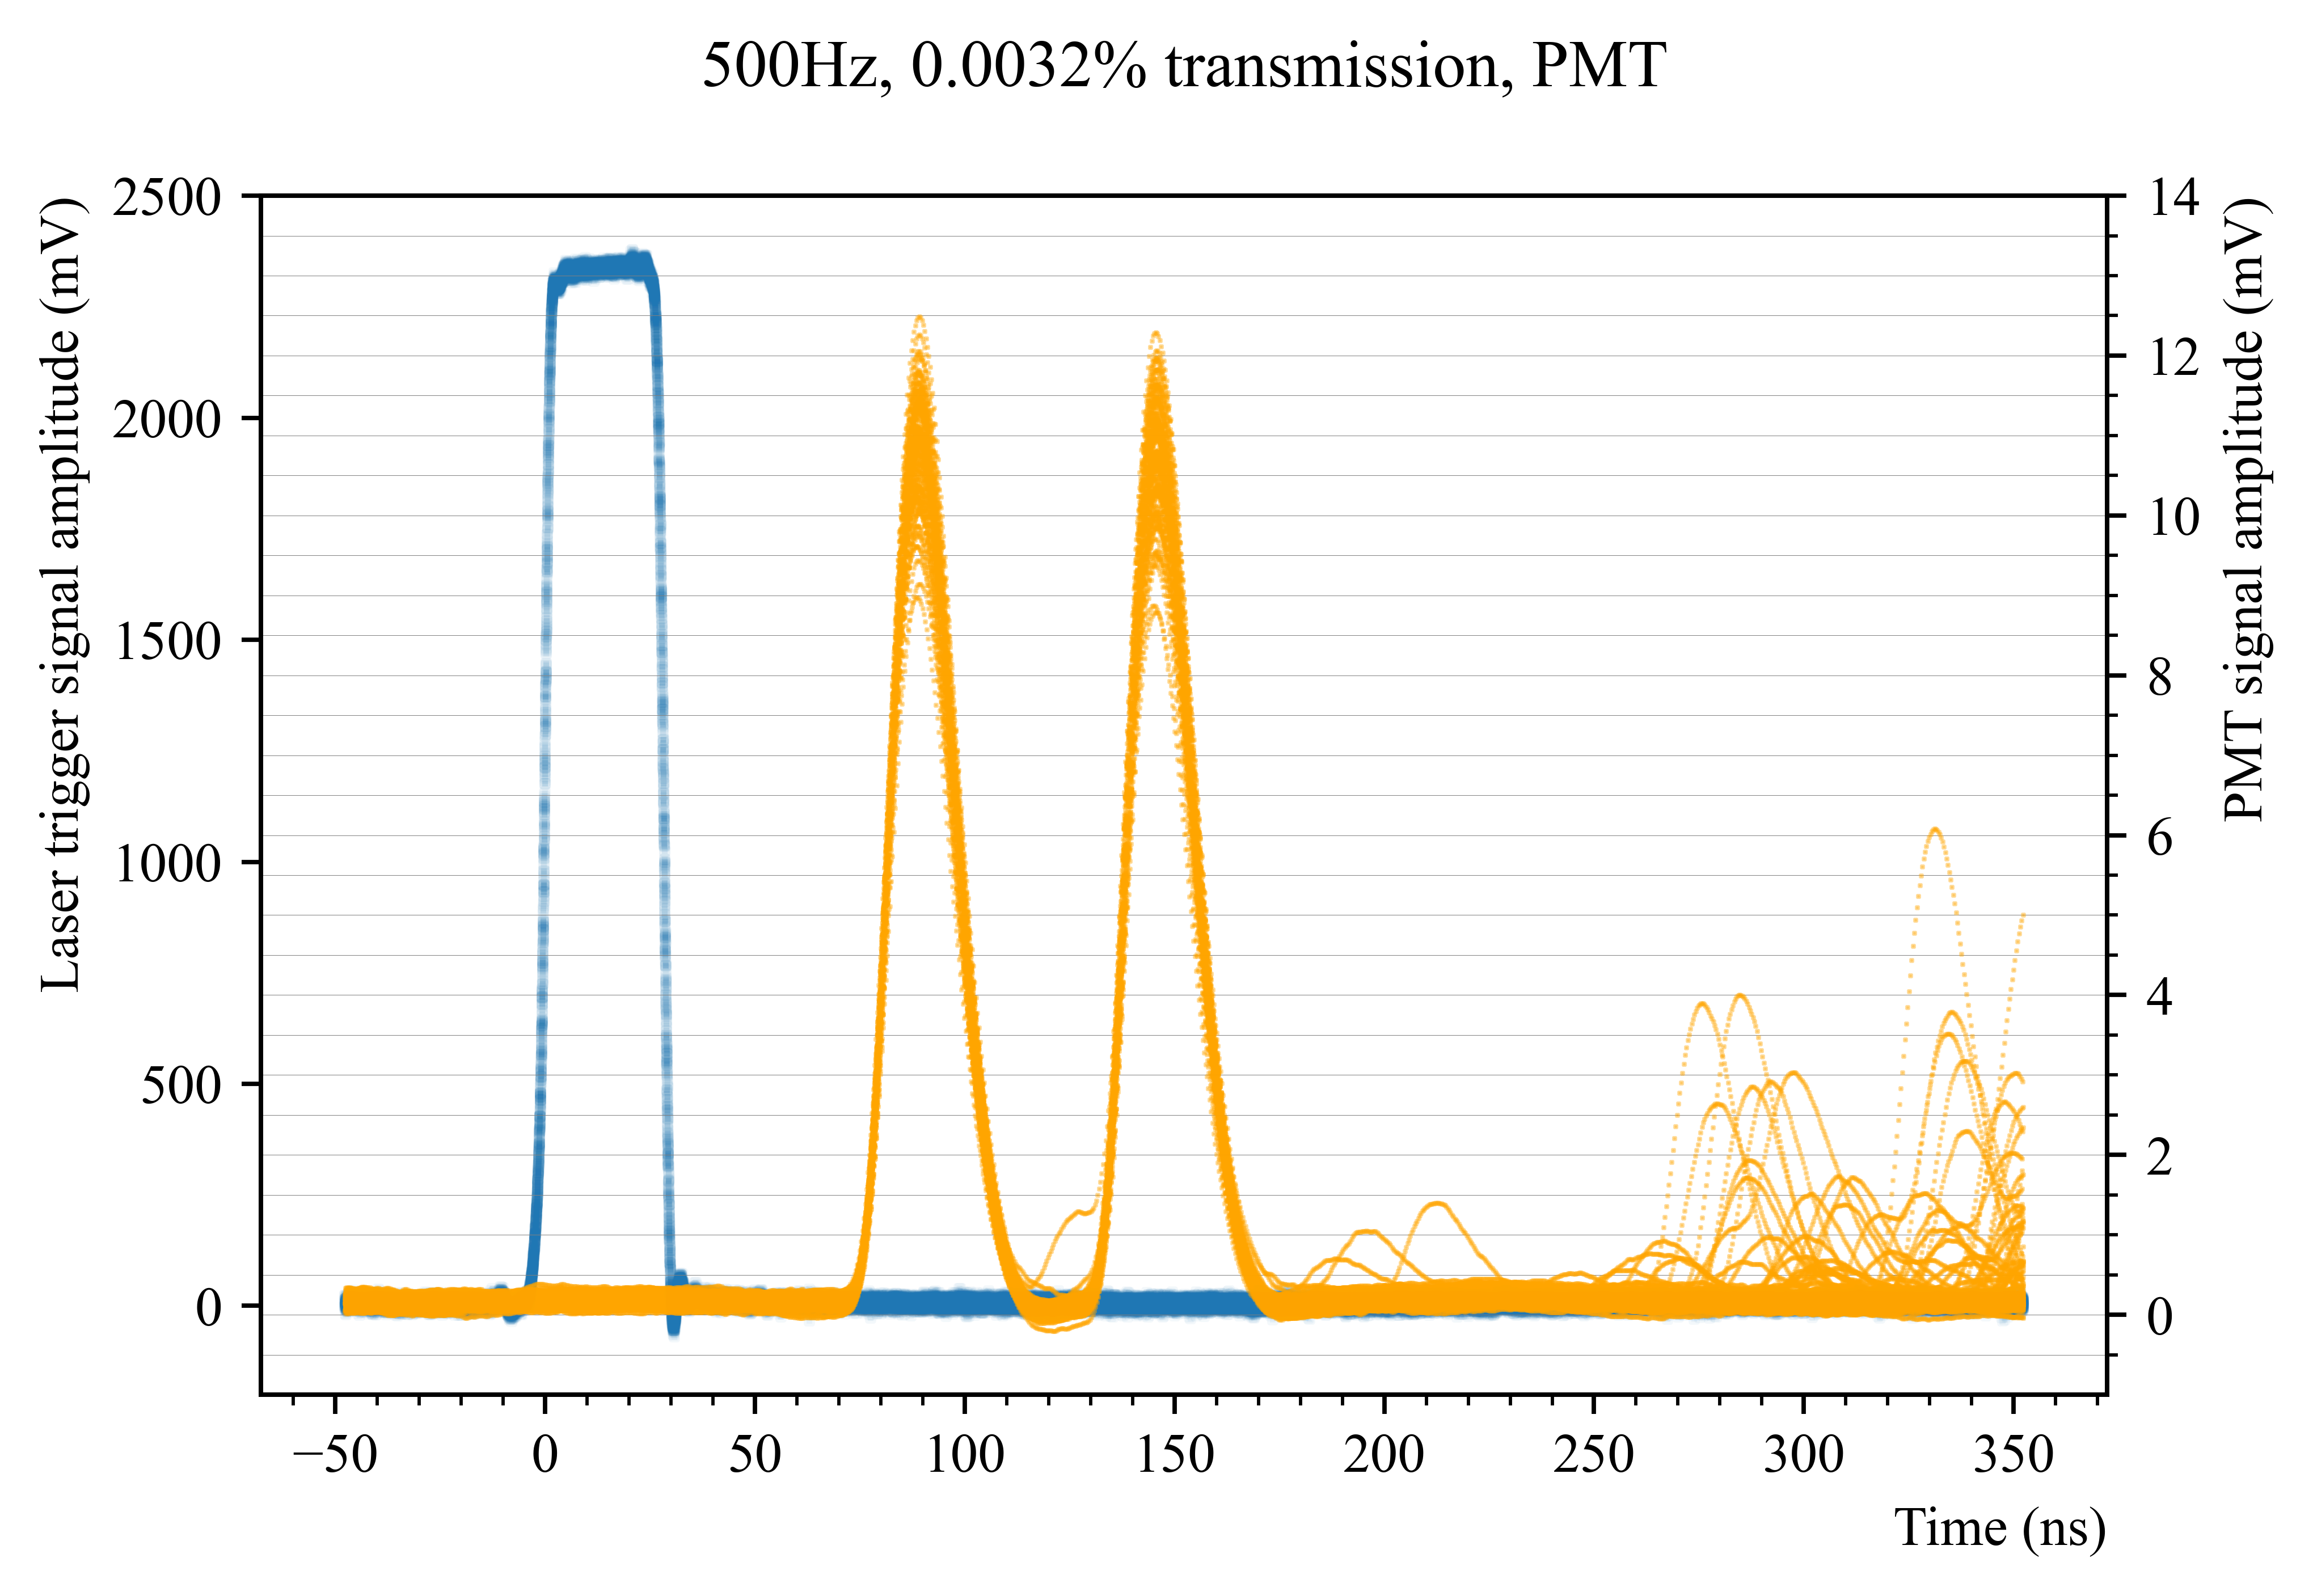 500Hz, 0.0032% transmission, PMT
Laser trigger signal amplitude (mV)
2500
2000
1500
1000
500
0
14
12
10
8
6
4
2
0
PMT signal amplitude (mV)
−50 0 50 100 150 200 250 300 350
Time (ns)